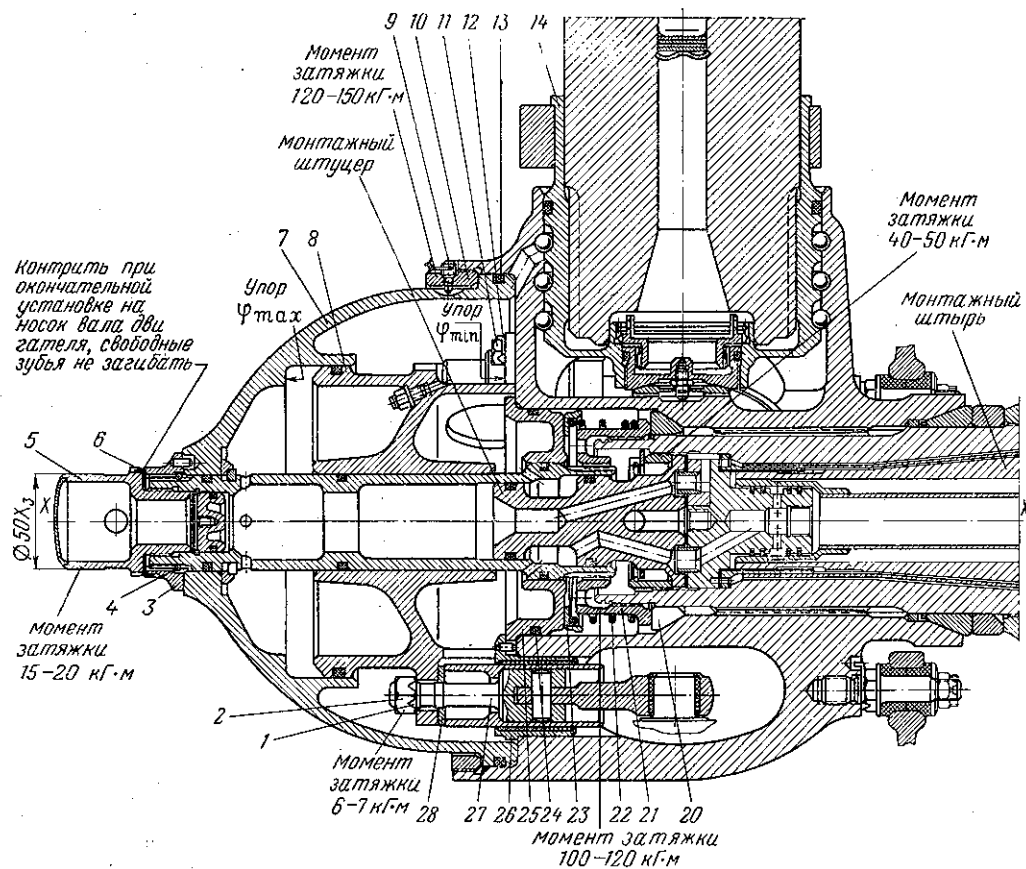 9 10 11 12 13 14
Момент
затяжки
120-150 кГ·м
монтажный
штуцер
Момент
затяжки
40-50 кГ·м
Монтажный
штырь
7 8
Упор
φmax
Упор
φmin
Контрить при
окончательной
установке на
носок вала дви
гателя, свободные
зубья не загибать
5 6
Ø50X₃
X
X
4 3
Момент
затяжки
15-20 кГ·м
2
1
Момент
затяжки
6-7 кГ·м
28 27 26 25 24 23 22 21 20
момент затяжки
100-120 кГ·м